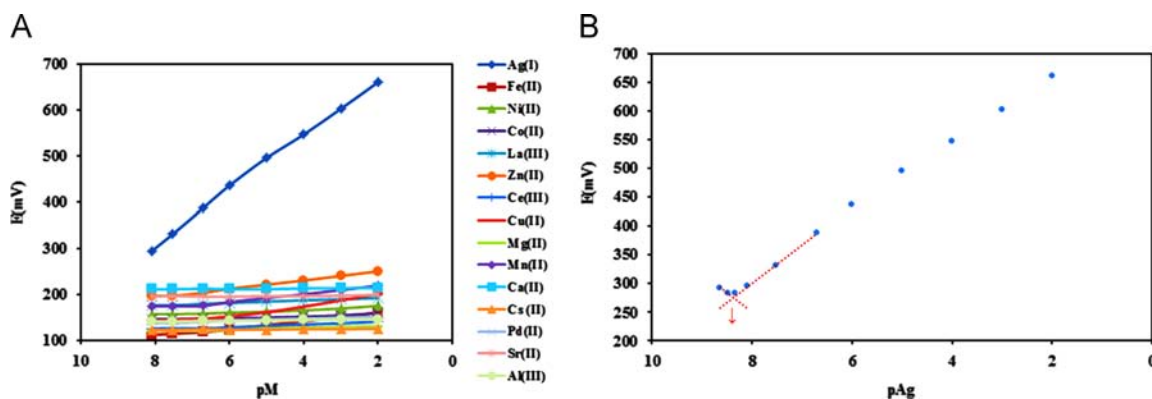 A
700
600
500
400
300
200
100
E(mV)
10 8 6 4 2 0
pM
Ag(I)
Fe(II)
Ni(II)
Co(II)
La(III)
Zn(II)
Ce(III)
Cu(II)
Mg(II)
Mn(II)
Ca(II)
Cs (II)
Pd(II)
Sr(II)
Al(III)
B
700
650
600
550
500
450
400
350
300
250
200
E(mV)
10 8 6 4 2 0
pAg